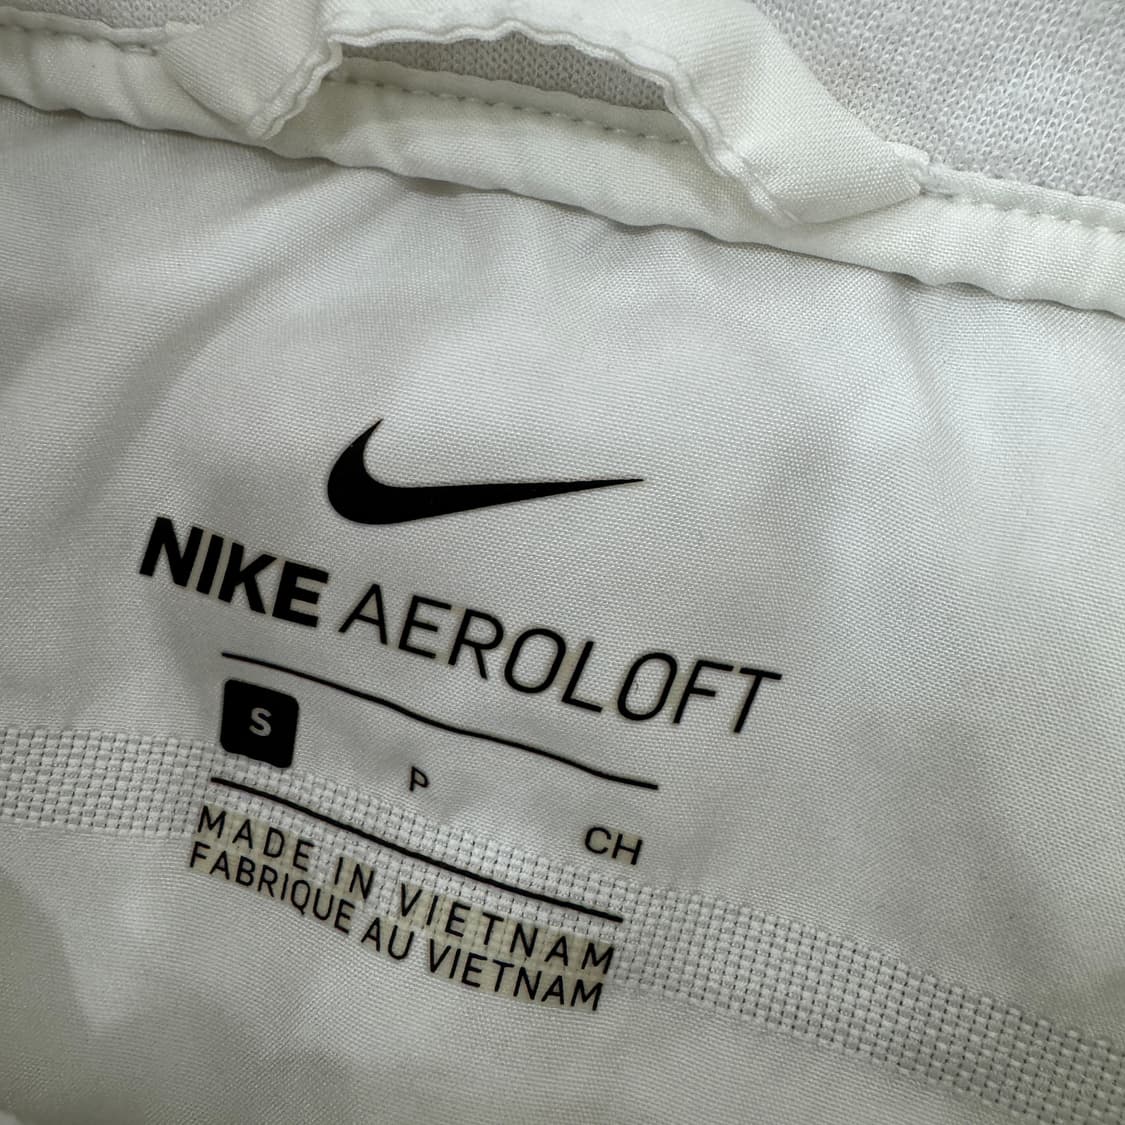 NIKE AEROLOFT
S P CH
MADE IN VIETNAM
FABRIQUE AU VIETNAM